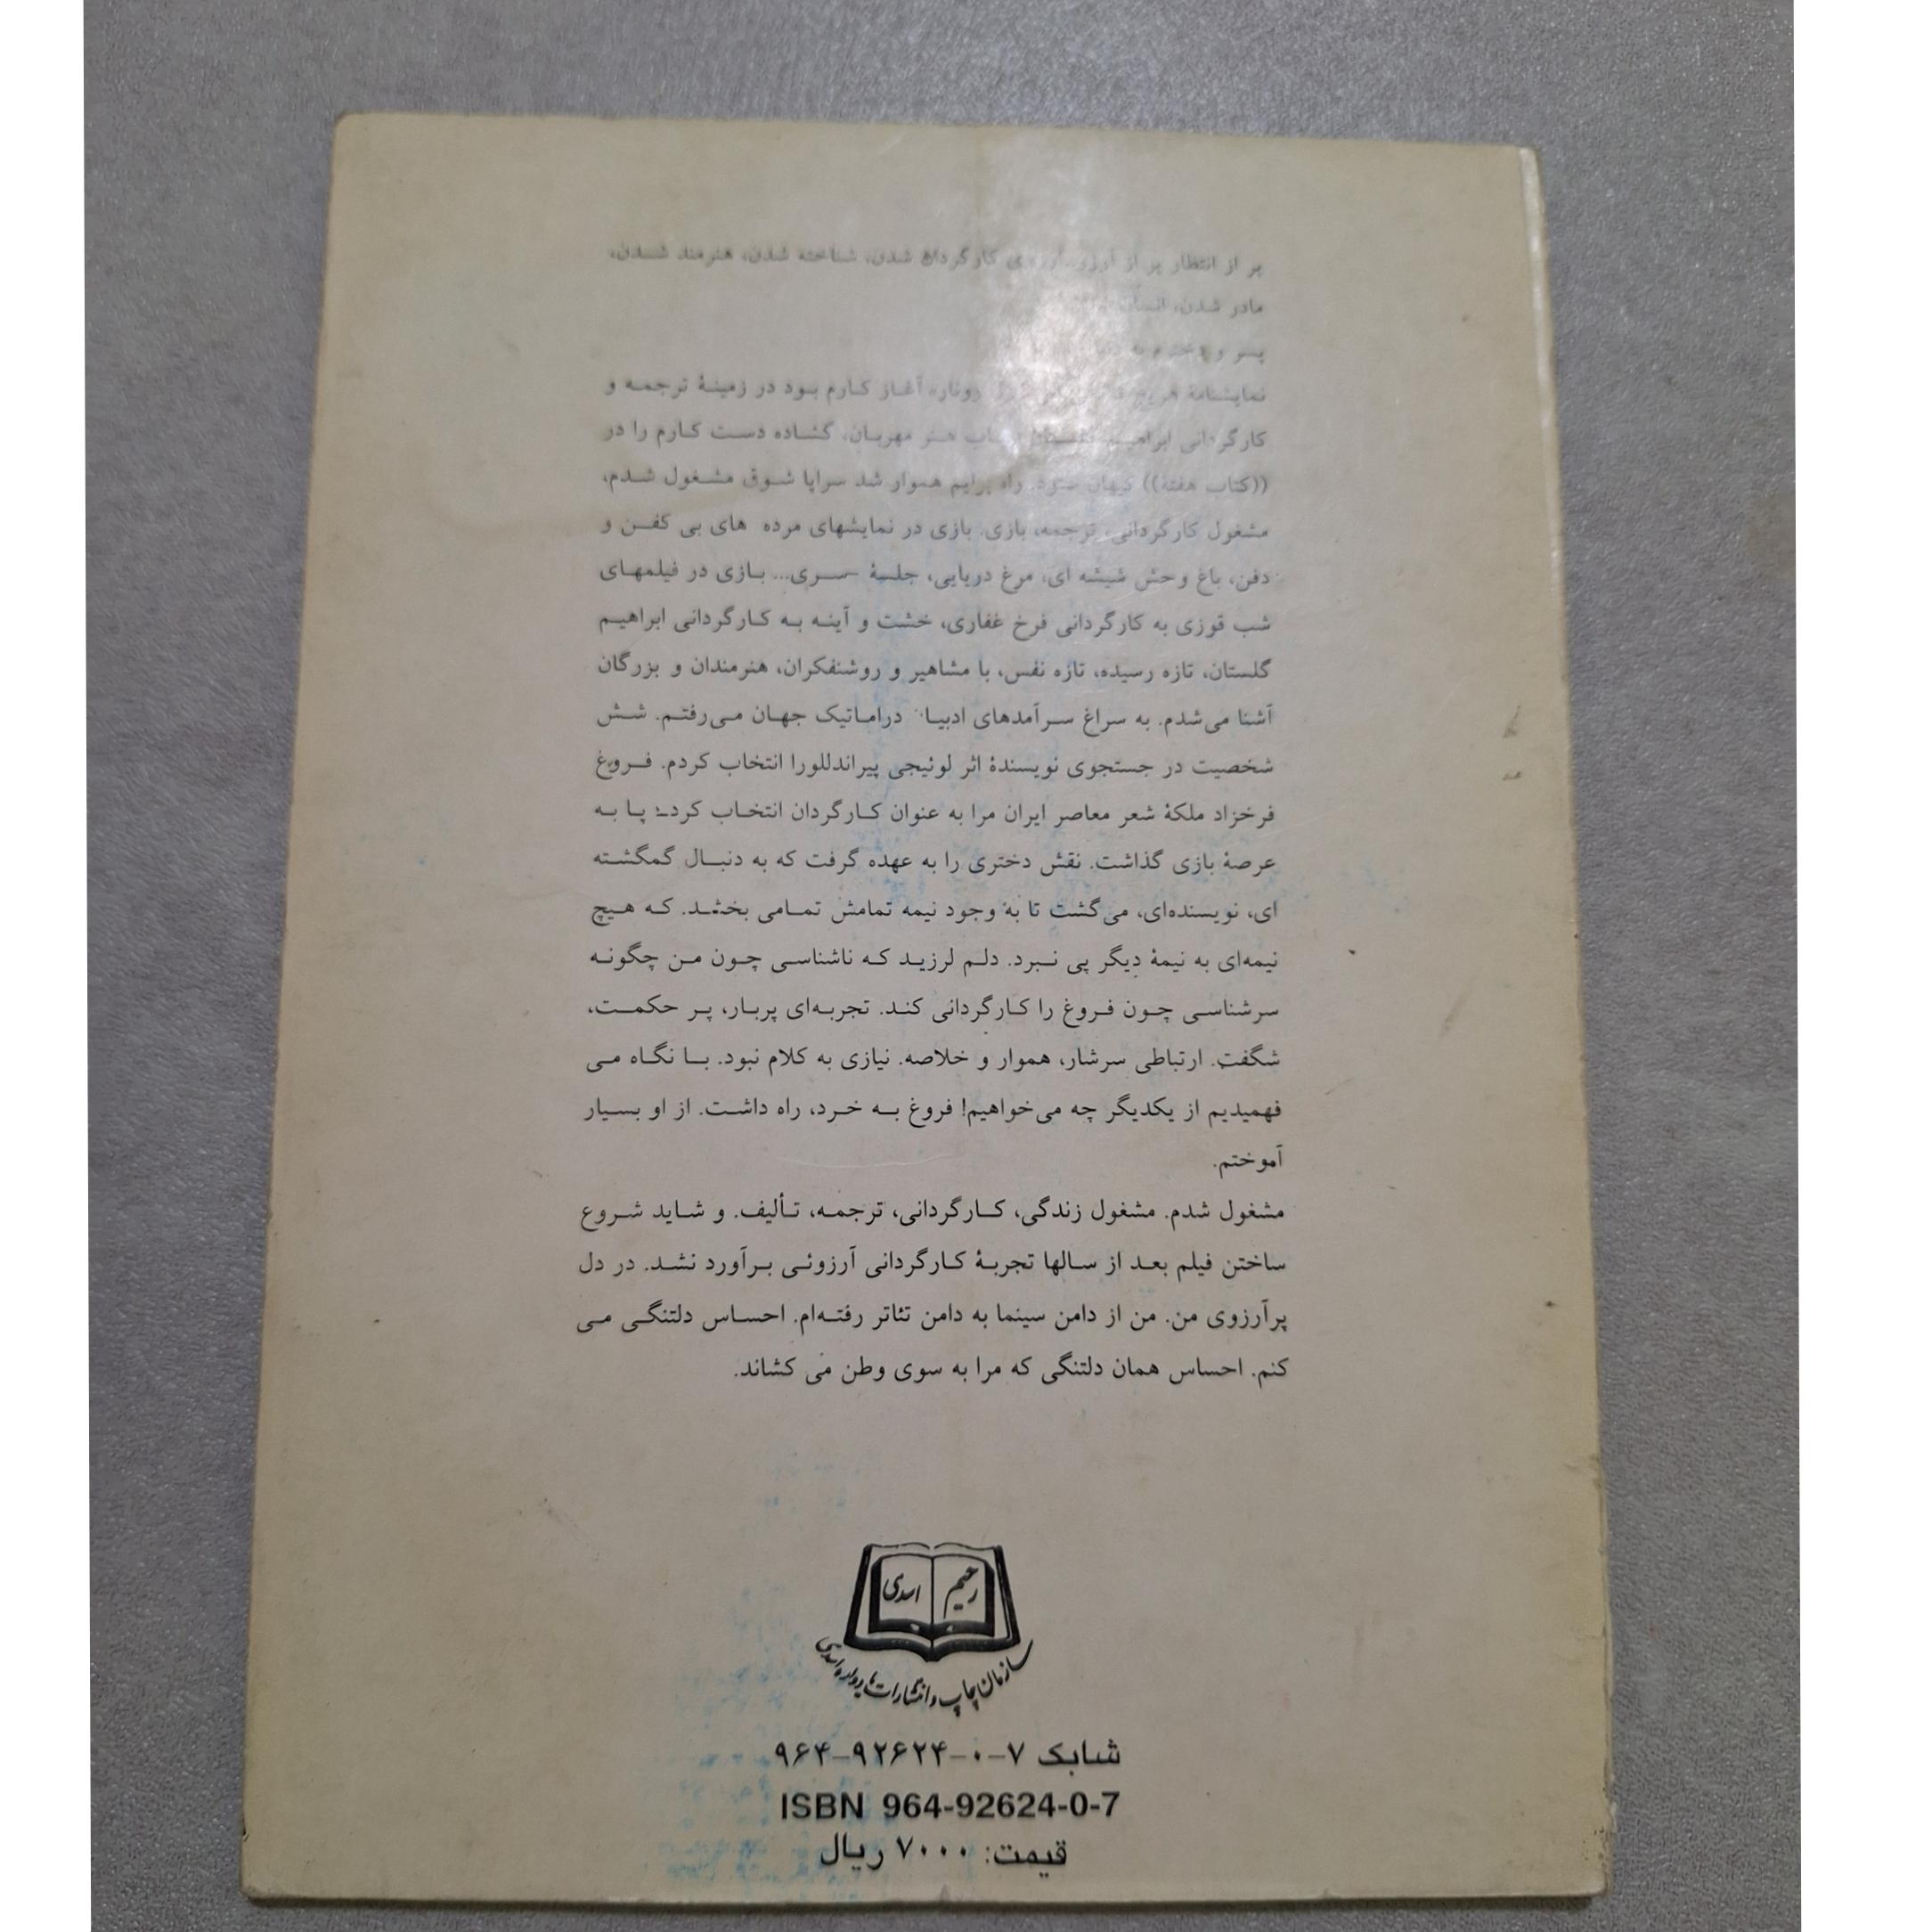 پر از انتظار پر از آرزو. آرزوی کارگردان شدن، شناخته شدن، هنرمند شدن،
مادر شدن،
پسر و
نمایشنامهٔ آغاز کارم بود در زمینهٔ ترجمه و
کارگردانی هنر مهربان، گشاده دست کارم را در
((کتاب هفته)) کیهان راه برایم هموار شد سراپا شوق مشغول شدم،
مشغول کارگردانی، ترجمه، بازی. بازی در نمایشهای مرده های بی کفن و
دفن، باغ وحش شیشه ای، مرغ دریایی، جلسهٔ سری... بازی در فیلمهای
شب قوزی به کارگردانی فرخ غفاری، خشت و آینه به کارگردانی ابراهیم
گلستان، تازه رسیده، تازه نفس، با مشاهیر و روشنفکران، هنرمندان و بزرگان
آشنا می‌شدم. به سراغ سرآمدهای دراماتیک جهان می‌رفتم. شش
شخصیت در جستجوی نویسندهٔ اثر لوئیجی پیراندللورا انتخاب کردم. فروغ
فرخزاد ملکهٔ شعر معاصر ایران مرا به عنوان کارگردان انتخاب کرد: پا به
عرصهٔ بازی گذاشت. نقش دختری را به عهده گرفت که به دنبال گمگشته
ای، نویسنده‌ای، می‌گشت تا به وجود نیمه تمامش تمامی بخشد. که هیچ
نیمه‌ای به نیمهٔ دیگر پی نبرد. دلم لرزید که ناشناسی چون من چگونه
سرشناسی چون فروغ را کارگردانی کند. تجربه‌ای پربار، پر حکمت،
شگفت. ارتباطی سرشار، هموار و خلاصه. نیازی به کلام نبود. با نگاه می
فهمیدیم از یکدیگر چه می‌خواهیم! فروغ به خرد، راه داشت. از او بسیار
آموختم.
مشغول شدم. مشغول زندگی، کارگردانی، ترجمه، تألیف. و شاید شروع
ساختن فیلم بعد از سالها تجربهٔ کارگردانی آرزوئی برآورد نشد. در دل
پرآرزوی من. من از دامن سینما به دامن تئاتر رفته‌ام. احساس دلتنگی می
کنم. احساس همان دلتنگی که مرا به سوی وطن می کشاند.
رحیم اسدی
سازمان چاپ و انتشارات
شابک ۷-۰-۹۲۶۲۴-۹۶۴
ISBN 964-92624-0-7
قیمت: ۷۰۰۰ ریال